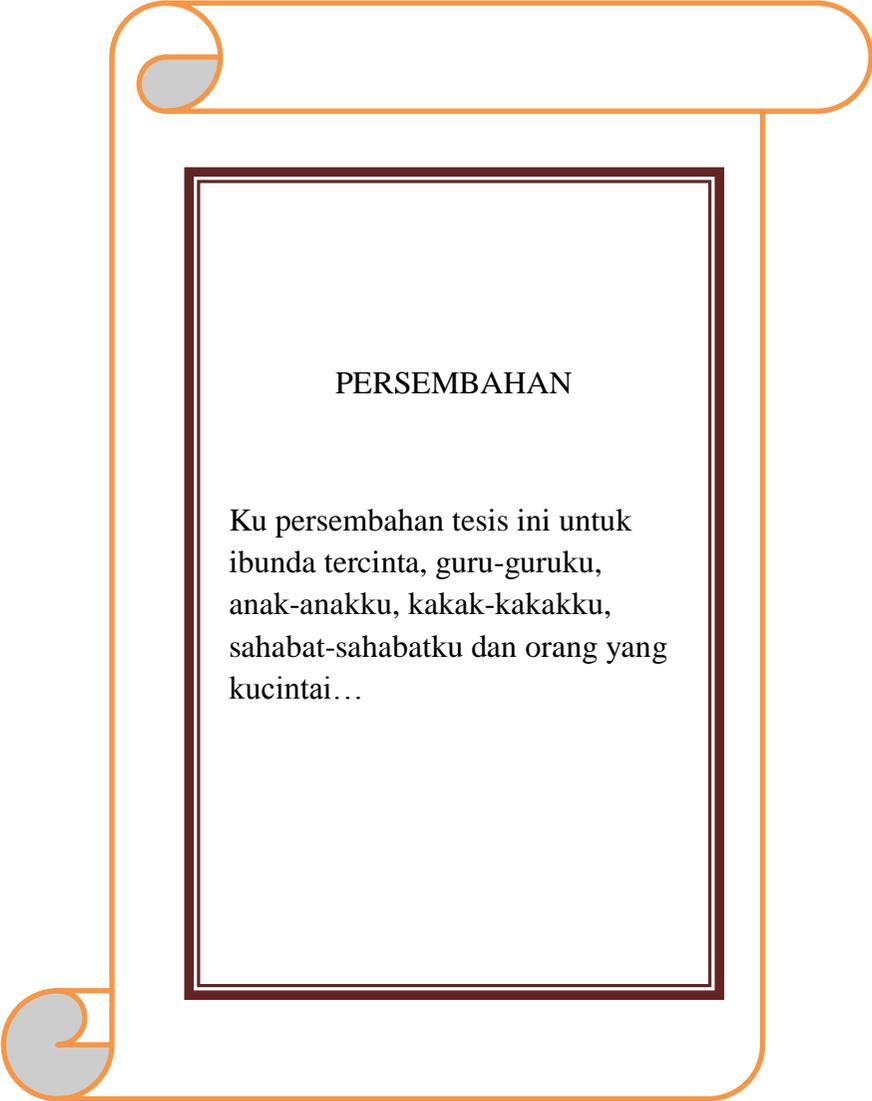 PERSEMBAHAN
Ku persembahan tesis ini untuk
ibunda tercinta, guru-guruku,
anak-anakku, kakak-kakakku,
sahabat-sahabatku dan orang yang
kucintai…